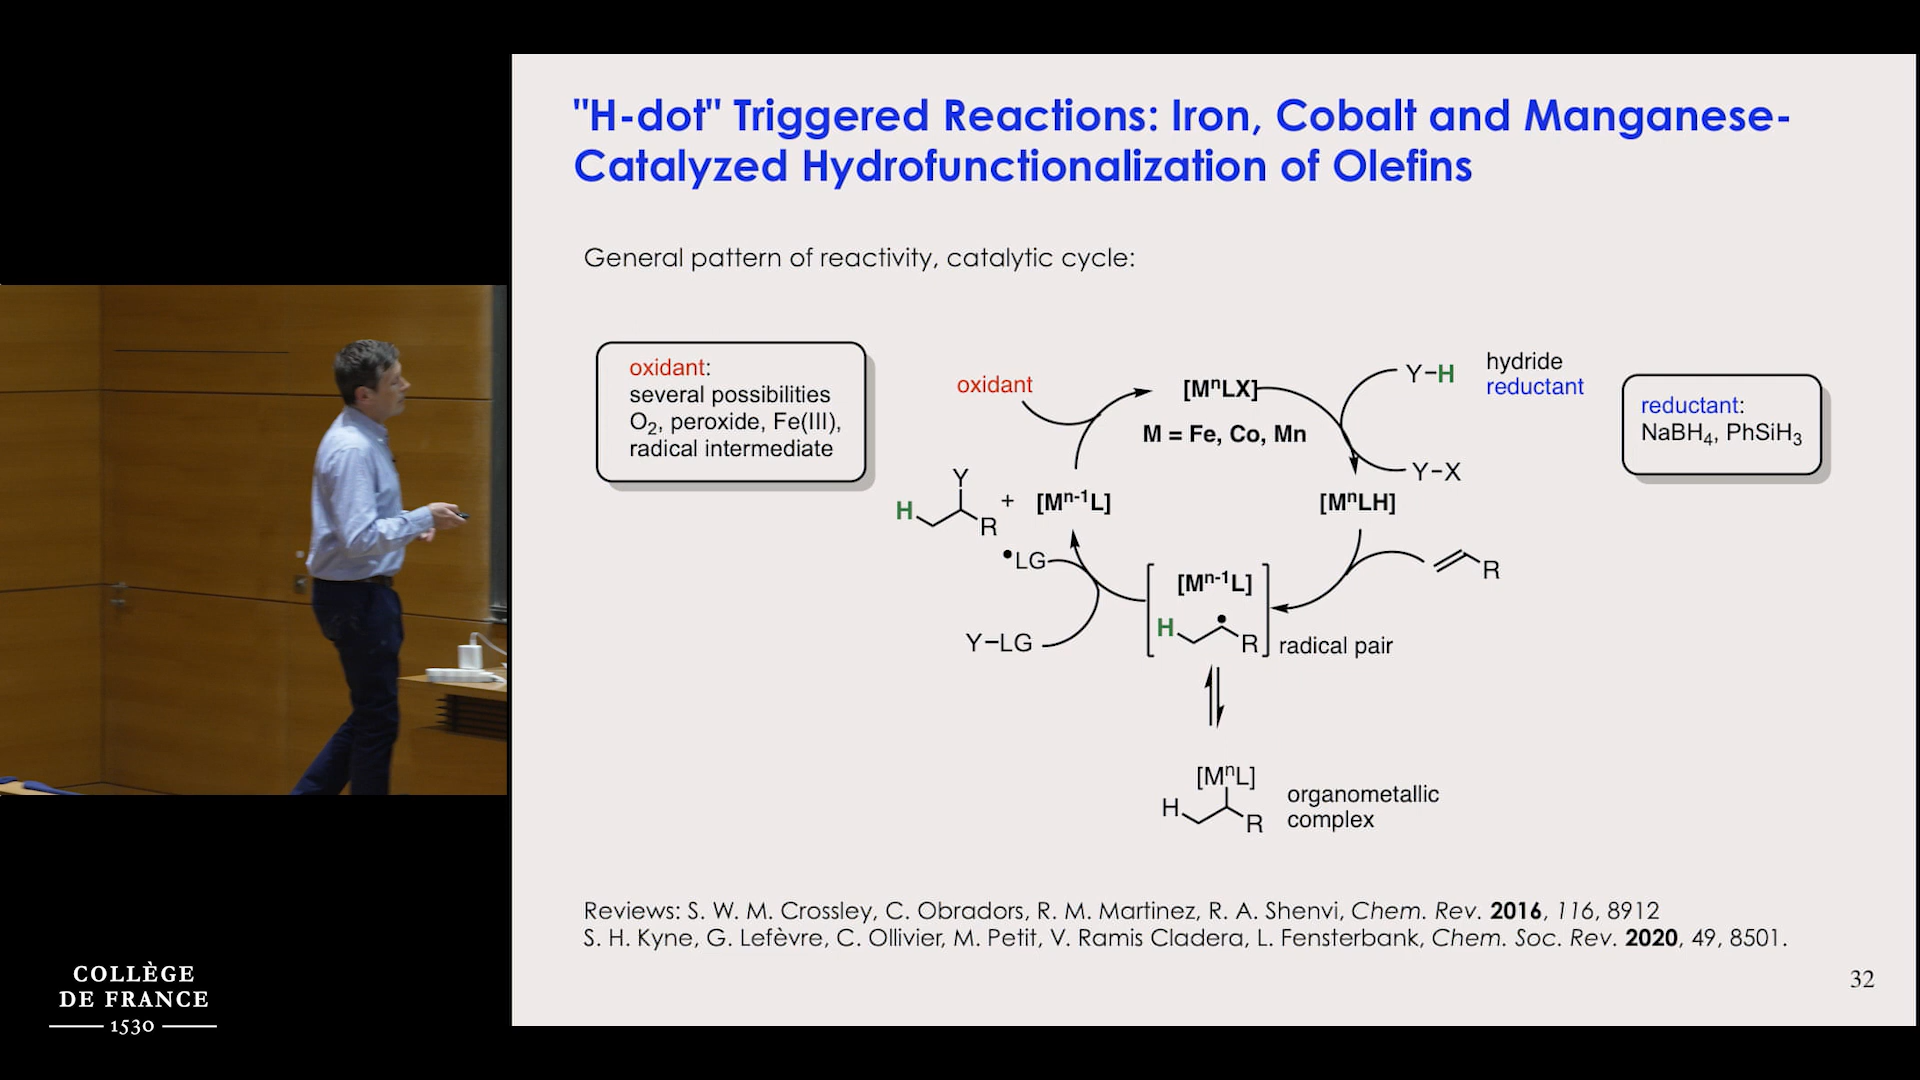 "H-dot" Triggered Reactions: Iron, Cobalt and Manganese-
Catalyzed Hydrofunctionalization of Olefins
General pattern of reactivity, catalytic cycle:
oxidant:
several possibilities
O₂, peroxide, Fe(III),
radical intermediate
oxidant
[MⁿLX]
M = Fe, Co, Mn
Y–H
hydride
reductant
reductant:
NaBH₄, PhSiH₃
Y–X
Y
H
R
+
[Mⁿ⁻¹L]
[MⁿLH]
•LG
R
[Mⁿ⁻¹L]
H
R
radical pair
Y–LG
[MⁿL]
H
R
organometallic
complex
Reviews: S. W. M. Crossley, C. Obradors, R. M. Martinez, R. A. Shenvi, Chem. Rev. 2016, 116, 8912
S. H. Kyne, G. Lefèvre, C. Ollivier, M. Petit, V. Ramis Cladera, L. Fensterbank, Chem. Soc. Rev. 2020, 49, 8501.
32
COLLÈGE
DE FRANCE
1530